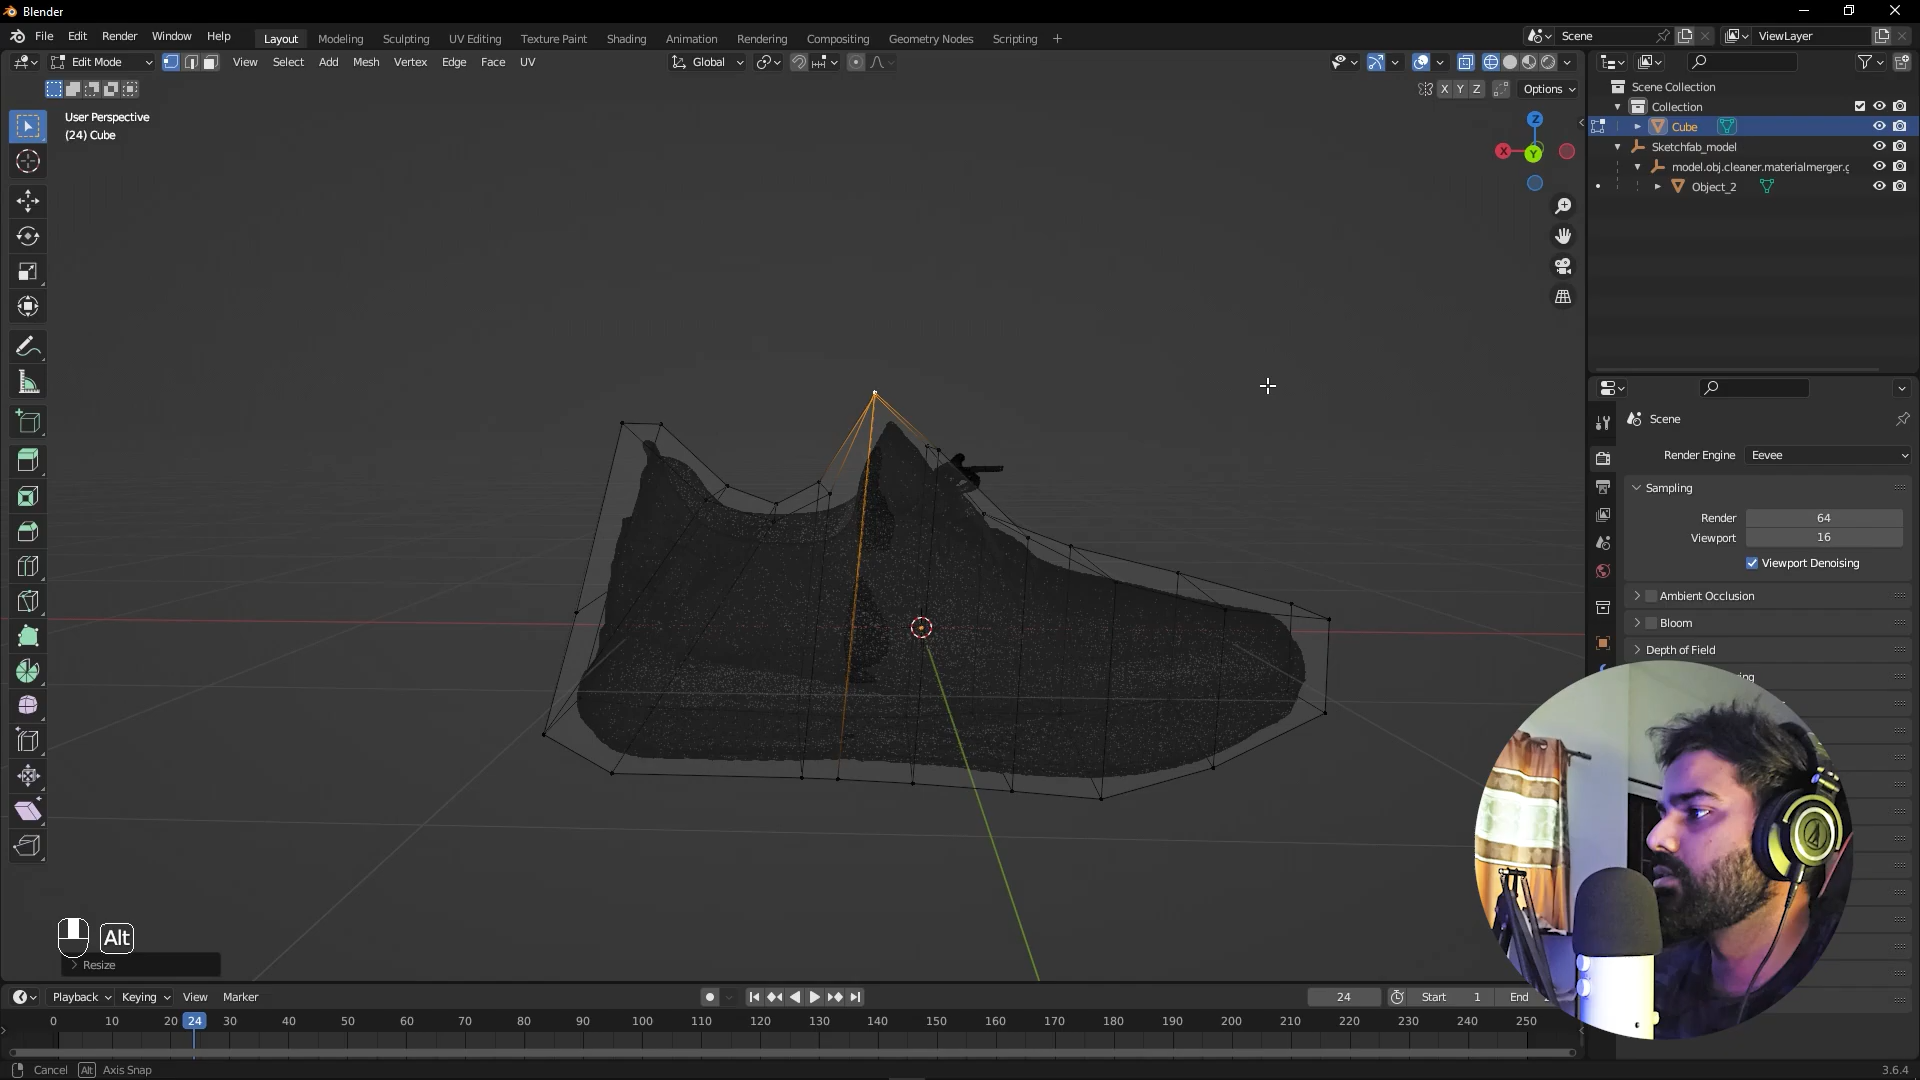 Blender
File Edit Render Window Help
Layout Modeling Sculpting UV Editing Texture Paint Shading Animation Rendering Compositing Geometry Nodes Scripting +
Scene
ViewLayer
Edit Mode
View Select Add Mesh Vertex Edge Face UV
Global
X Y Z
Options
User Perspective
(24) Cube
Z
X
Y
Scene Collection
Collection
Cube
Sketchfab_model
model.obj.cleaner.materialmerger.g
Object_2
Scene
Render Engine Eevee
Sampling
Render 64
Viewport 16
Viewport Denoising
Ambient Occlusion
Bloom
Depth of Field
Alt
Resize
Playback Keying View Marker
24
Start 1
End
0 10 20 24 30 40 50 60 70 80 90 100 110 120 130 140 150 160 170 180 190 200 210 220 230 240 250
Cancel Alt Axis Snap
3.6.4